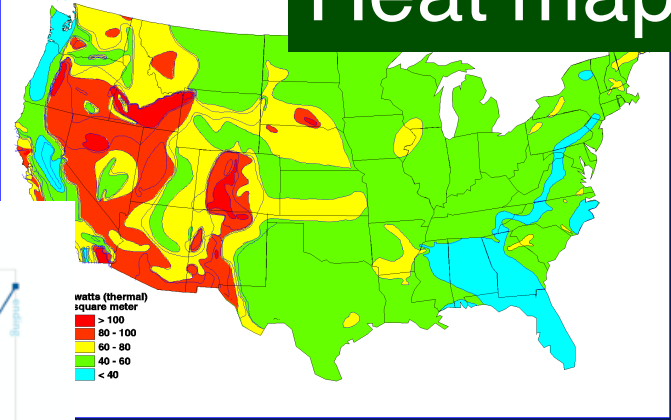 Heat map
watts (thermal)
square meter
> 100
80 - 100
60 - 80
40 - 60
< 40